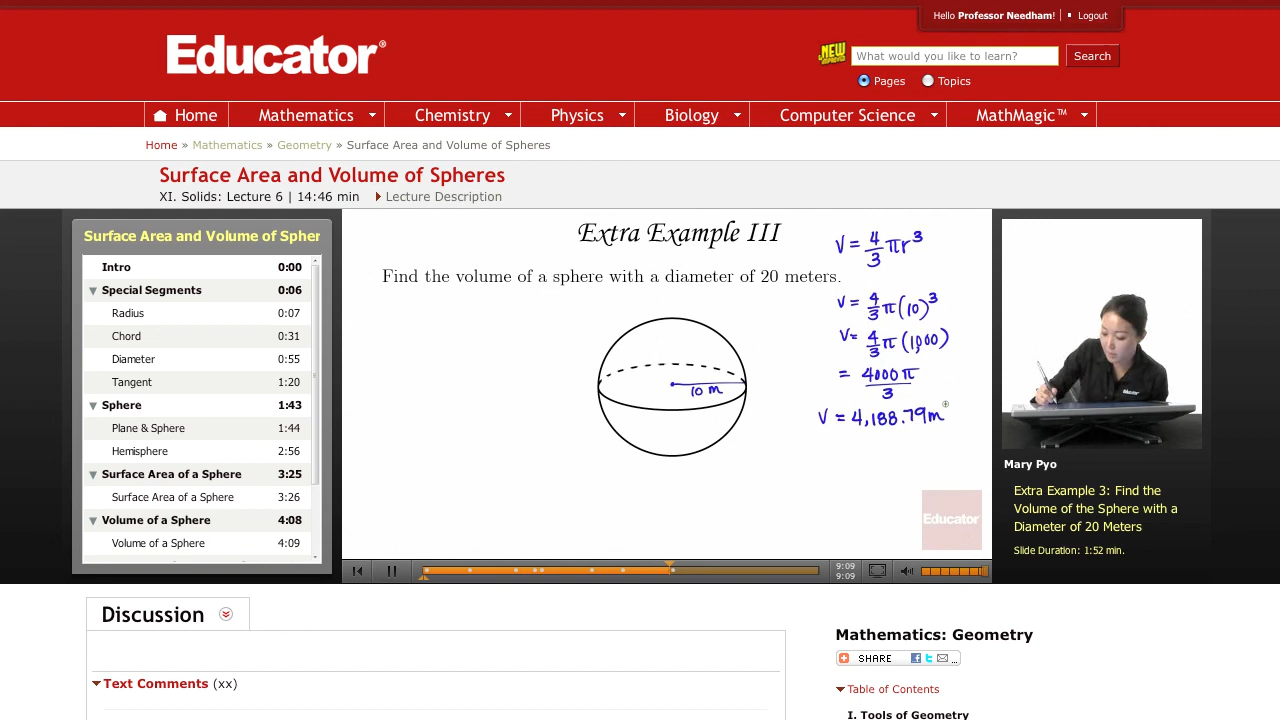 Hello Professor Needham! Logout
Educator®
NEW
What would you like to learn? Search
Pages Topics
Home Mathematics Chemistry Physics Biology Computer Science MathMagic™
Home » Mathematics » Geometry » Surface Area and Volume of Spheres
Surface Area and Volume of Spheres
XI. Solids: Lecture 6 | 14:46 min Lecture Description
Surface Area and Volume of Spher
Intro 0:00
Special Segments 0:06
Radius 0:07
Chord 0:31
Diameter 0:55
Tangent 1:20
Sphere 1:43
Plane & Sphere 1:44
Hemisphere 2:56
Surface Area of a Sphere 3:25
Surface Area of a Sphere 3:26
Volume of a Sphere 4:08
Volume of a Sphere 4:09
Extra Example III
Find the volume of a sphere with a diameter of 20 meters.
10 m
V = 4/3 πr³
V = 4/3 π(10)³
V = 4/3 π(1,000)
= 4000π/3
V = 4,188.79m
Educator
9:09
9:09
Educator
Mary Pyo
Extra Example 3: Find the
Volume of the Sphere with a
Diameter of 20 Meters
Slide Duration: 1:52 min.
Discussion
Text Comments (xx)
Mathematics: Geometry
SHARE ...
Table of Contents
I. Tools of Geometry